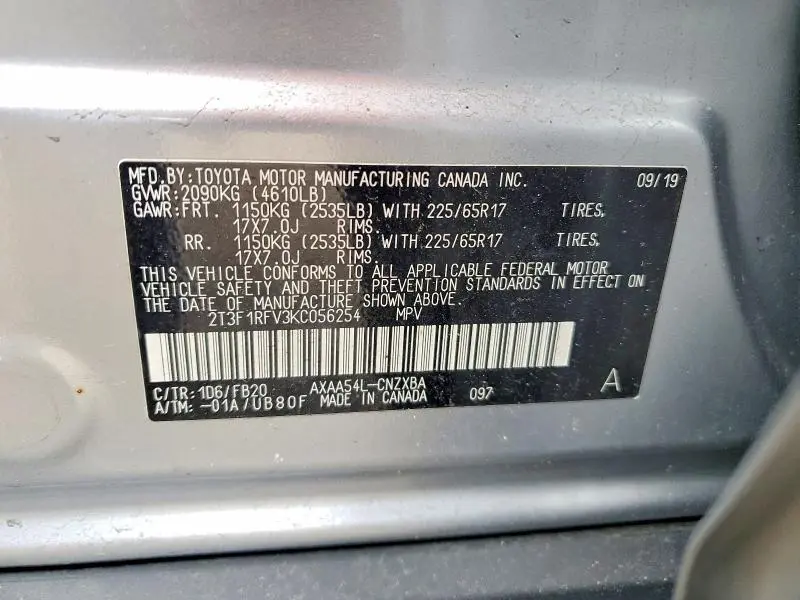 MFD.BY:TOYOTA MOTOR MANUFACTURING CANADA INC. 09/19
GVWR:2090KG (4610LB)
GAWR:FRT. 1150KG (2535LB) WITH 225/65R17 TIRES,
17X7.0J RIMS.
RR. 1150KG (2535LB) WITH 225/65R17 TIRES,
17X7.0J RIMS.
THIS VEHICLE CONFORMS TO ALL APPLICABLE FEDERAL MOTOR
VEHICLE SAFETY AND THEFT PREVENTION STANDARDS IN EFFECT ON
THE DATE OF MANUFACTURE SHOWN ABOVE.
2T3F1RFV3KC056254 MPV
C/TR:1D6/FB20 AXAA54L-CNZXBA
A/TM:-01A/UB80F MADE IN CANADA 097 A